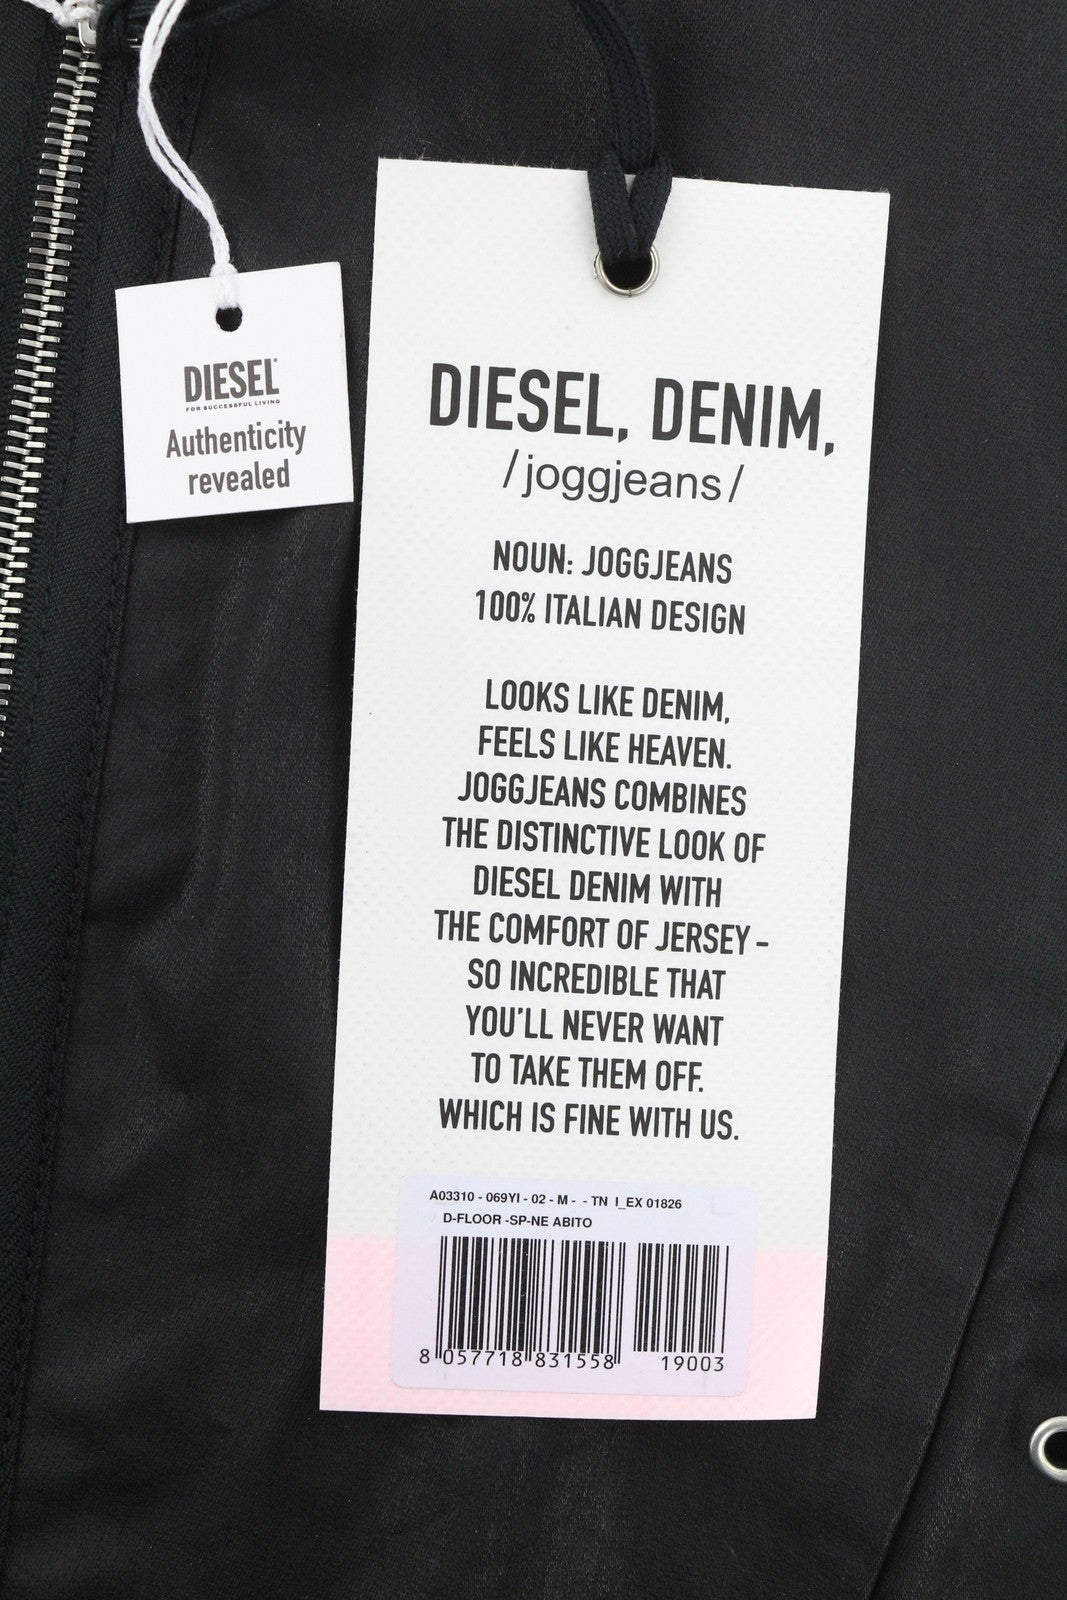 DIESEL
FOR SUCCESSFUL LIVING
Authenticity
revealed
DIESEL, DENIM,
/joggjeans/
NOUN: JOGGJEANS
100% ITALIAN DESIGN
LOOKS LIKE DENIM,
FEELS LIKE HEAVEN.
JOGGJEANS COMBINES
THE DISTINCTIVE LOOK OF
DIESEL DENIM WITH
THE COMFORT OF JERSEY -
SO INCREDIBLE THAT
YOU'LL NEVER WANT
TO TAKE THEM OFF.
WHICH IS FINE WITH US.
A03310 - 069YI - 02 - M - - TN I_EX 01826
D-FLOOR -SP-NE ABITO
8 057718 831558 19003